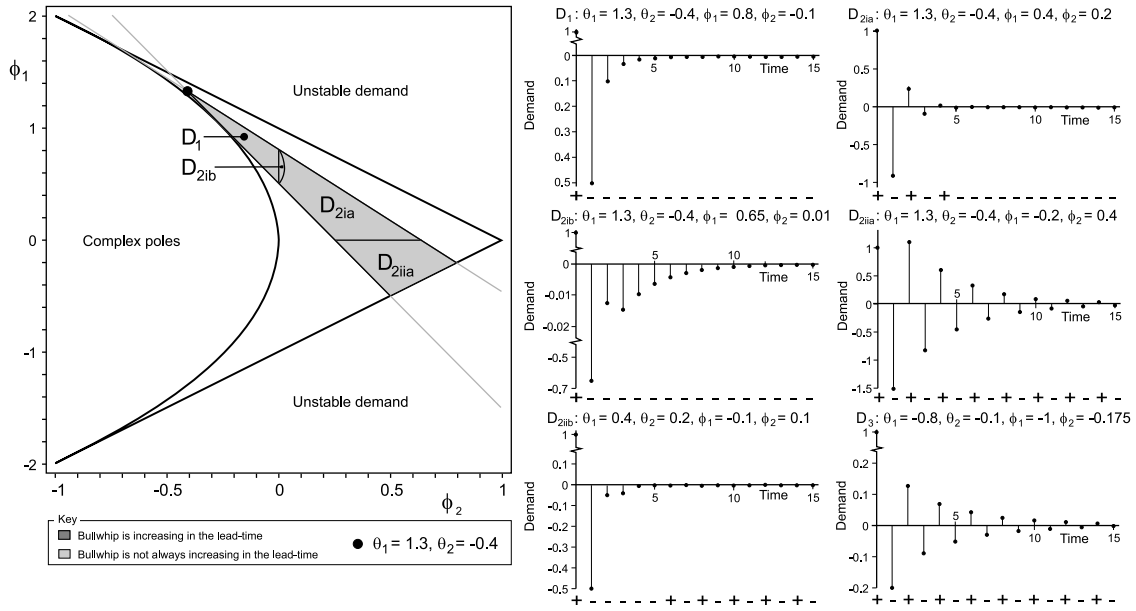 2
ϕ1
1
0
-1
-2
-1
-0.5
0
0.5
1
ϕ2
Unstable demand
D1
D2ib
D2ia
Complex poles
D2iia
Unstable demand
Key
Bullwhip is increasing in the lead-time
Bullwhip is not always increasing in the lead-time
θ1= 1.3, θ2= -0.4
D1: θ1= 1.3, θ2= -0.4, ϕ1= 0.8, ϕ2= -0.1
1
0
0.1
0.2
0.3
0.4
0.5
Demand
5
10
Time
15
+ - - - - - - - - - - - - - - -
D2ia: θ1= 1.3, θ2= -0.4, ϕ1= 0.4, ϕ2= 0.2
1
0.5
0
-0.5
-1
Demand
5
10
Time
15
+ - + - + - - - - - - - - - - -
D2ib: θ1= 1.3, θ2= -0.4, ϕ1= 0.65, ϕ2= 0.01
1
0
-0.01
-0.02
-0.5
-0.7
Demand
5
10
Time
15
+ - - - - - - - - - - - - - - -
D2iia: θ1= 1.3, θ2= -0.4, ϕ1= -0.2, ϕ2= 0.4
1
0.5
0
-0.5
-1
-1.5
Demand
5
10
Time
15
+ - + - + - + - + - + - + - + -
D2iib: θ1= 0.4, θ2= 0.2, ϕ1= -0.1, ϕ2= 0.1
1
0.1
0
-0.1
-0.2
-0.3
-0.4
-0.5
Demand
5
10
Time
15
+ - - - - - + - + - + - + - + -
D3: θ1= -0.8, θ2= -0.1, ϕ1= -1, ϕ2= -0.175
1
0.2
0.1
0
-0.1
-0.2
Demand
5
10
Time
15
+ - + - + - + - + - + - + - + -